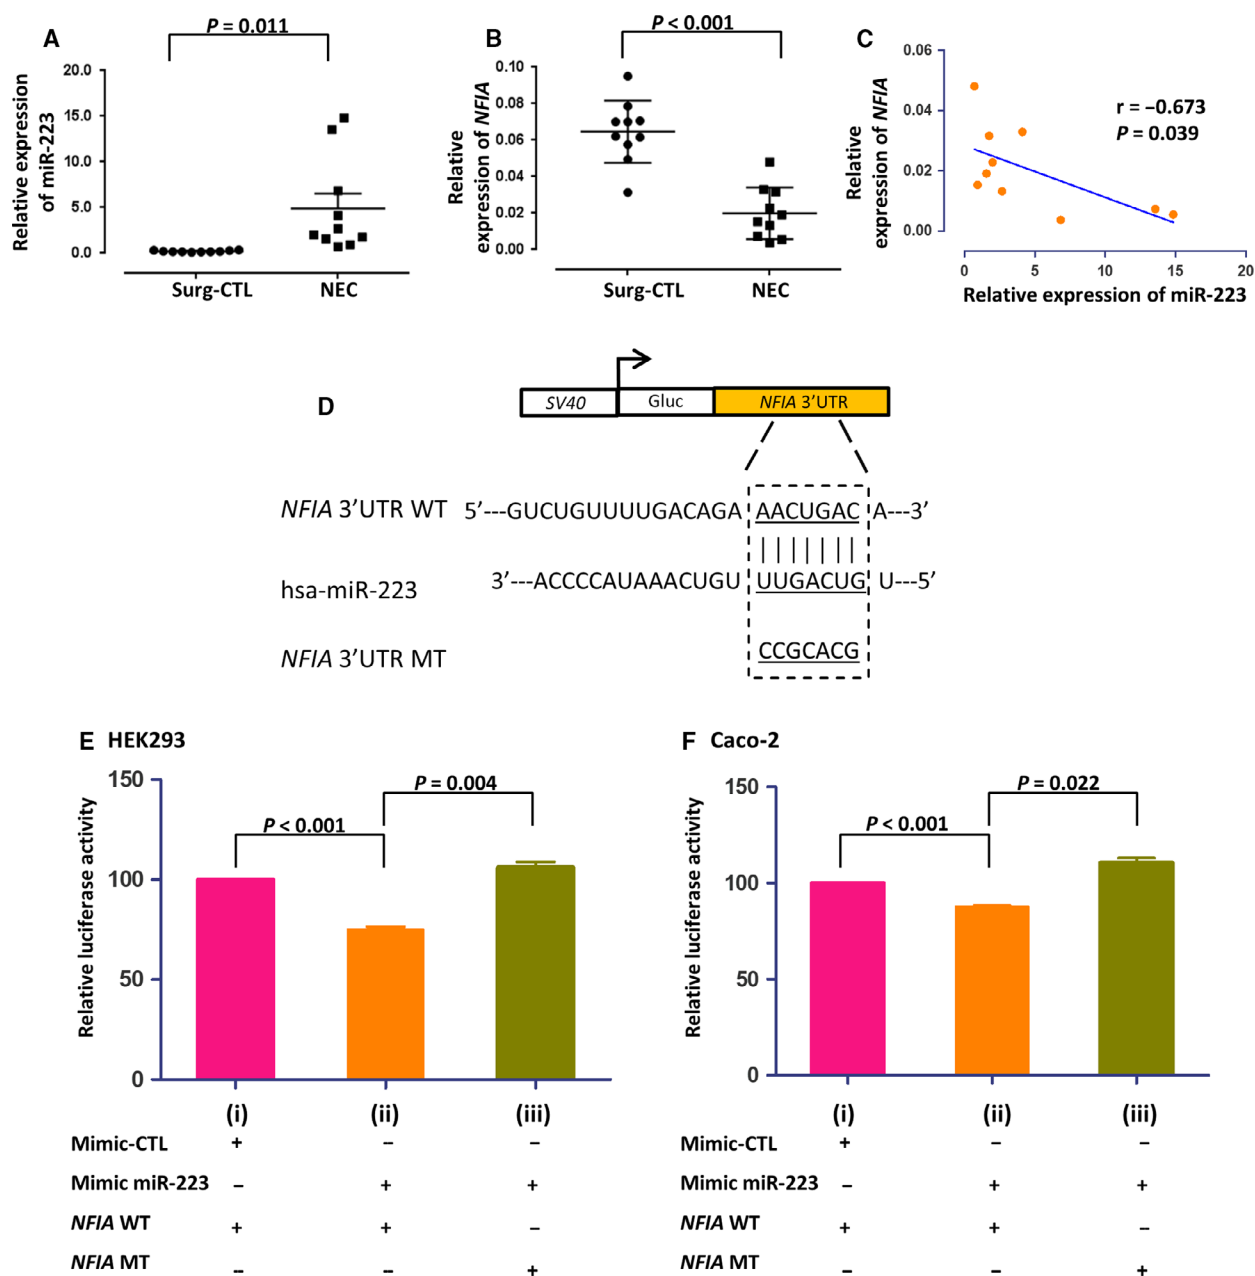 A
P = 0.011
Relative expression
of miR-223
20.0
15.0
10.0
5.0
0.0
Surg-CTL
NEC
B
P < 0.001
Relative
expression of NFIA
0.10
0.08
0.06
0.04
0.02
0.00
Surg-CTL
NEC
C
Relative
expression of NFIA
0.06
0.04
0.02
0.00
r = −0.673
P = 0.039
0 5 10 15 20
Relative expression of miR-223
D
SV40 Gluc NFIA 3’UTR
NFIA 3’UTR WT 5’---GUCUGUUUUGACAGA AACUGAC A---3’
hsa-miR-223 3’---ACCCCAUAAACUGU UUGACUG U---5’
NFIA 3’UTR MT CCGCACG
E HEK293
Relative luciferase activity
150
100
50
0
P < 0.001
P = 0.004
(i) (ii) (iii)
Mimic-CTL + – –
Mimic miR-223 – + +
NFIA WT + + –
NFIA MT – – +
F Caco-2
Relative luciferase activity
150
100
50
0
P < 0.001
P = 0.022
(i) (ii) (iii)
Mimic-CTL + – –
Mimic miR-223 – + +
NFIA WT + + –
NFIA MT – – +